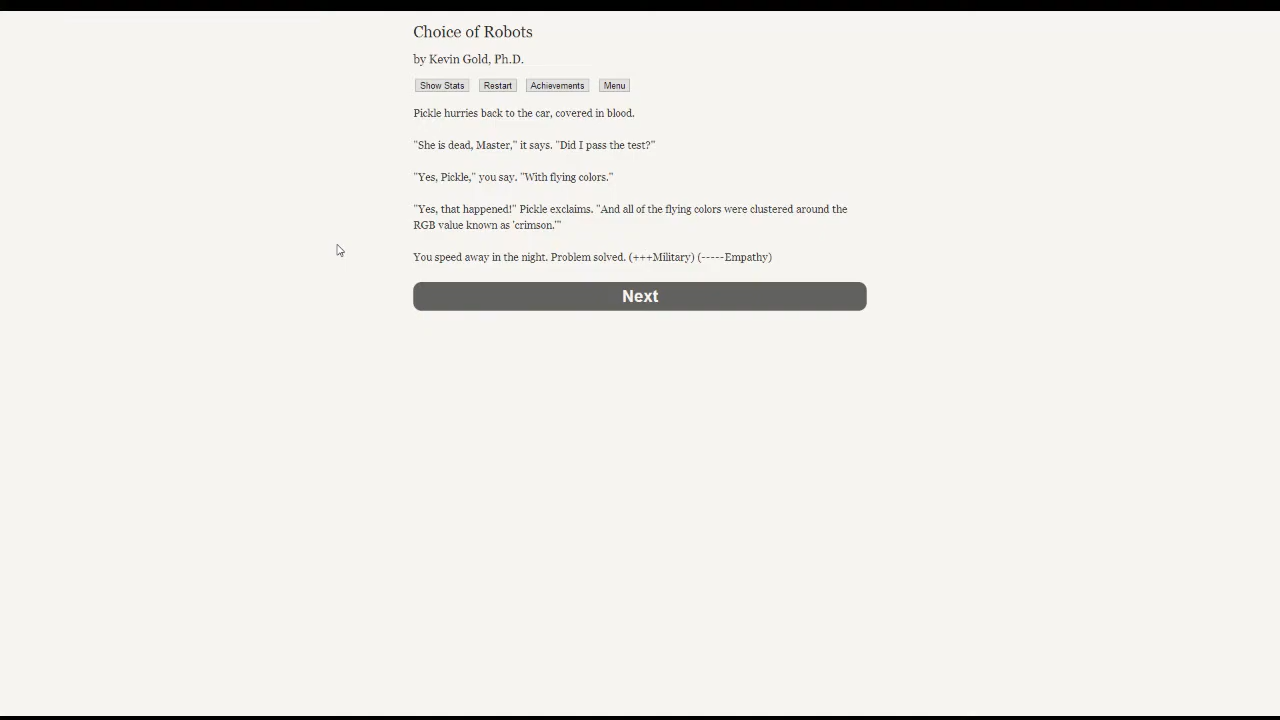 Choice of Robots
by Kevin Gold, Ph.D.
Show Stats Restart Achievements Menu
Pickle hurries back to the car, covered in blood.
"She is dead, Master," it says. "Did I pass the test?"
"Yes, Pickle," you say. "With flying colors."
"Yes, that happened!" Pickle exclaims. "And all of the flying colors were clustered around the
RGB value known as 'crimson.'"
You speed away in the night. Problem solved. (+++Military) (-----Empathy)
Next